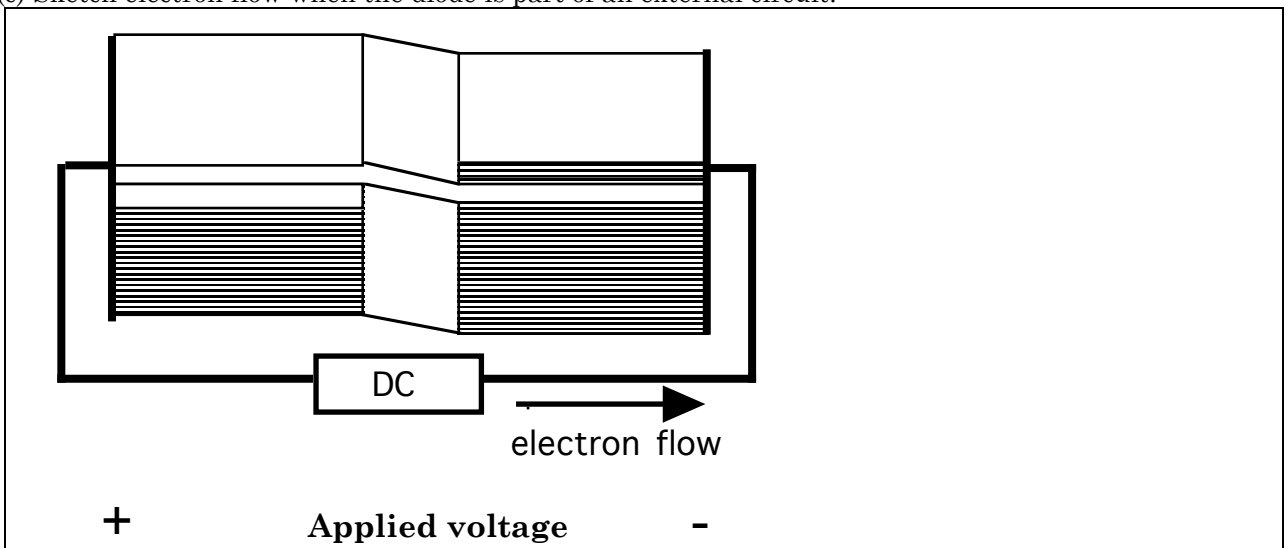 (c) Sketch electron flow when the diode is part of an external circuit.
DC
electron flow
+ Applied voltage -